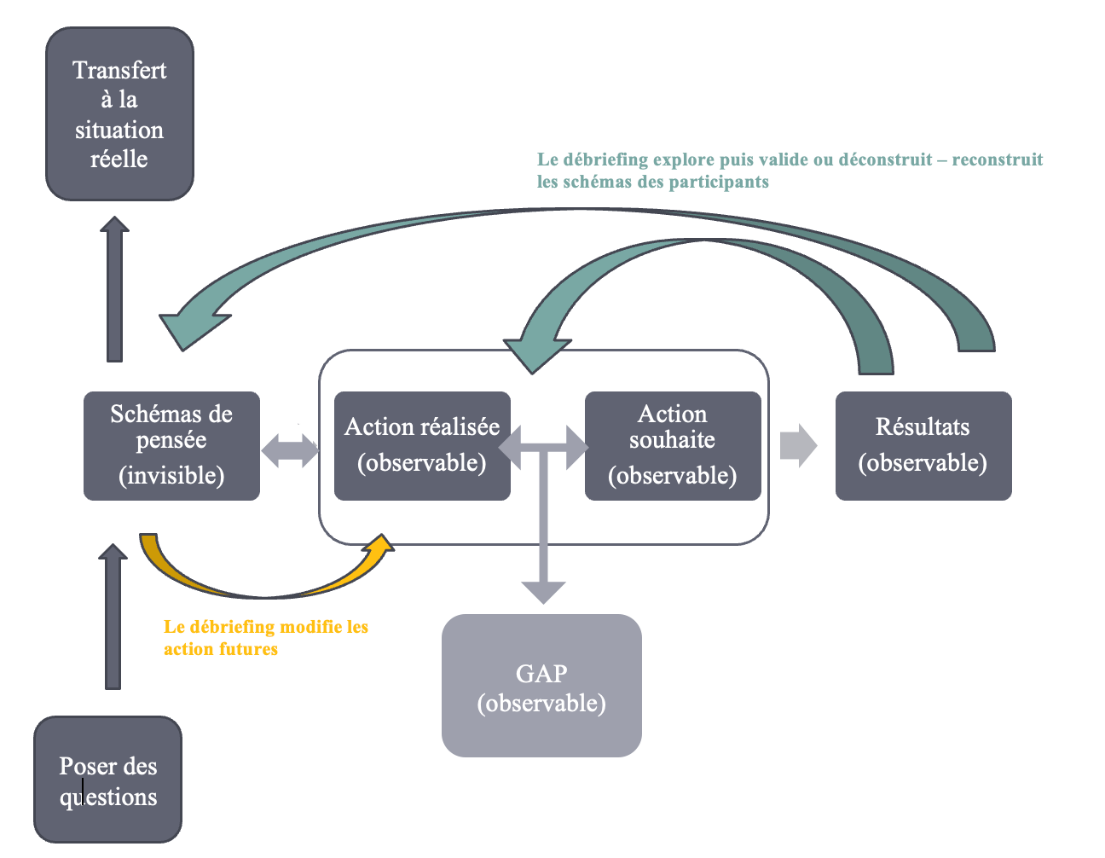 Transfert
à la
situation
réelle
Le débriefing explore puis valide ou déconstruit – reconstruit
les schémas des participants
Schémas de
pensée
(invisible)
Action réalisée
(observable)
Action
souhaite
(observable)
Résultats
(observable)
Le débriefing modifie les
action futures
GAP
(observable)
Poser des
questions